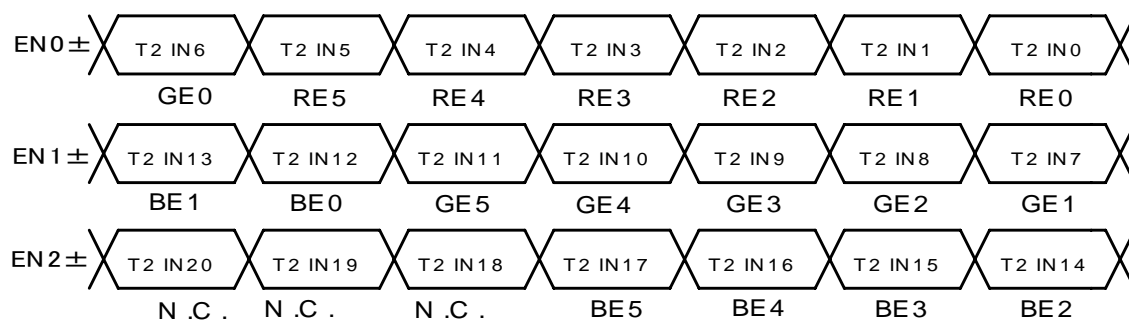 EN0± T2 IN6 T2 IN5 T2 IN4 T2 IN3 T2 IN2 T2 IN1 T2 IN0
GE0 RE5 RE4 RE3 RE2 RE1 RE0
EN1± T2 IN13 T2 IN12 T2 IN11 T2 IN10 T2 IN9 T2 IN8 T2 IN7
BE1 BE0 GE5 GE4 GE3 GE2 GE1
EN2± T2 IN20 T2 IN19 T2 IN18 T2 IN17 T2 IN16 T2 IN15 T2 IN14
N.C. N.C. N.C. BE5 BE4 BE3 BE2